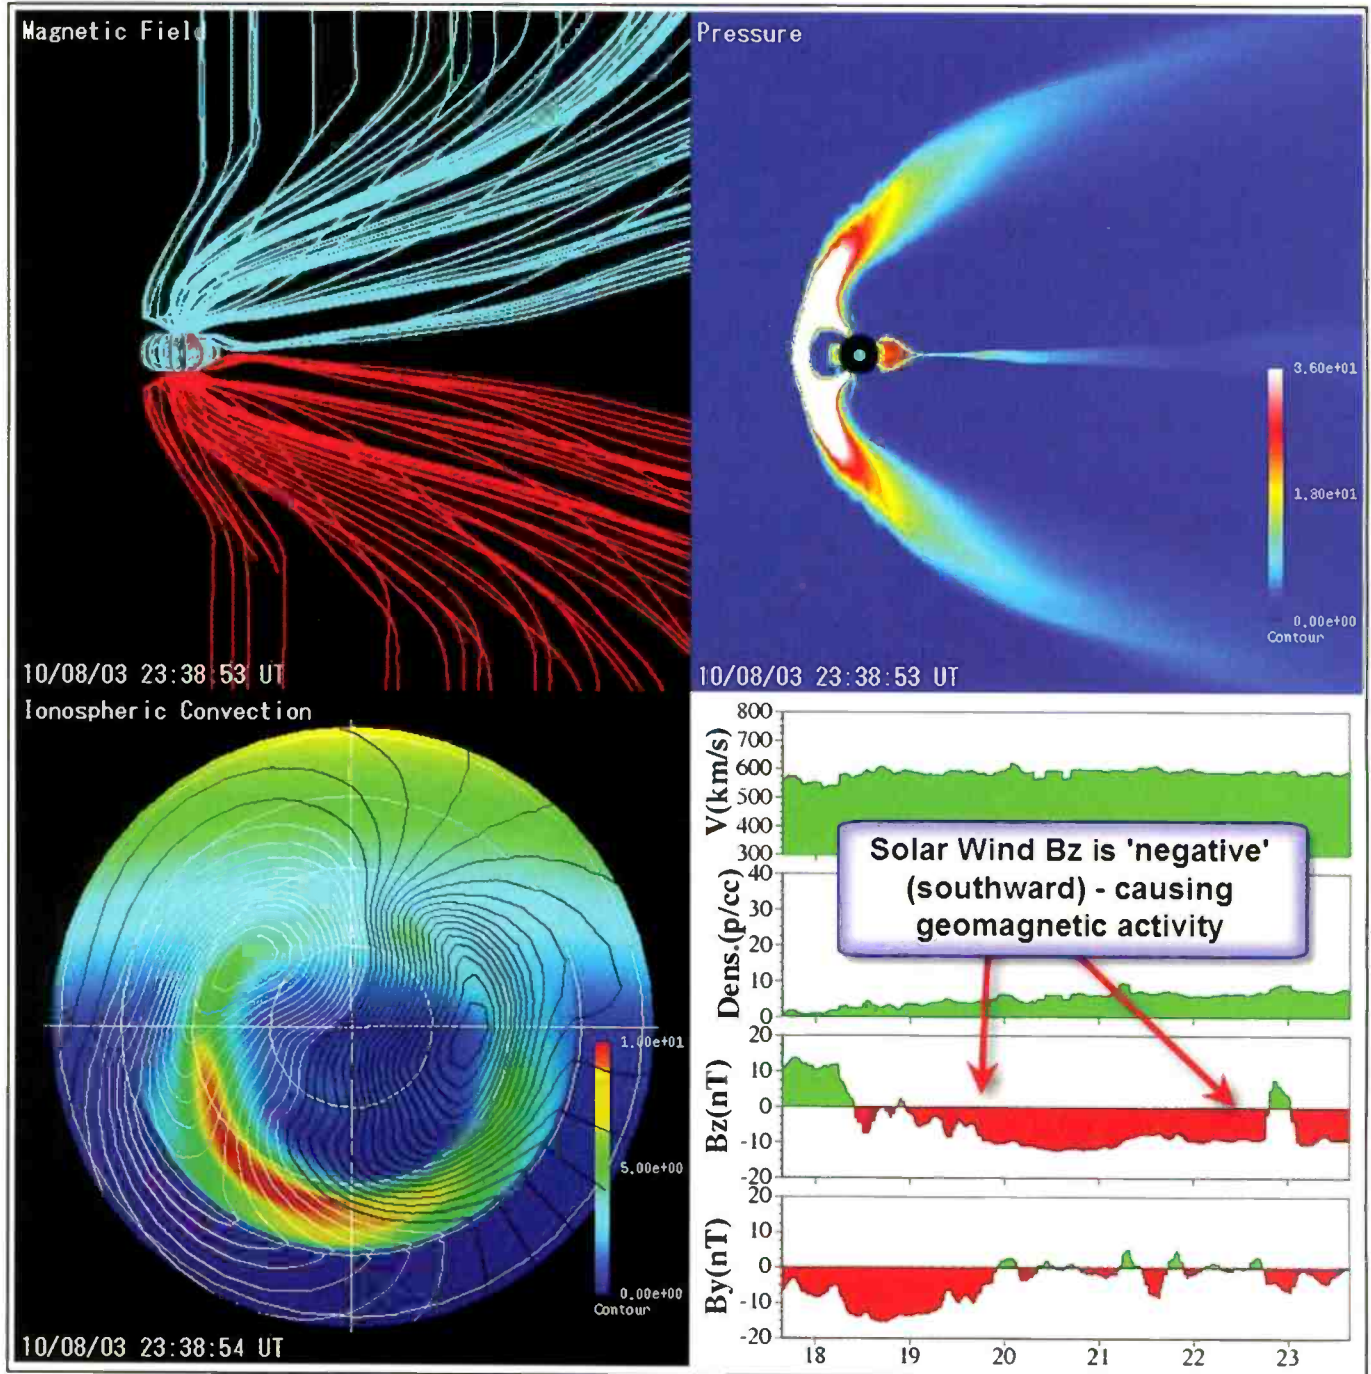 Magnetic Field
10/08/03 23:38:53 UT
Pressure
3.60e+01
1.80e+01
0.00e+00
Contour
10/08/03 23:38:53 UT
Ionospheric Convection
1.00e+01
5.00e+00
0.00e+00
Contour
10/08/03 23:38:54 UT
V(km/s)
800
700
600
500
400
300
Solar Wind Bz is 'negative'
(southward) - causing
geomagnetic activity
Dens.(p/cc)
40
30
20
10
0
Bz(nT)
20
10
0
-10
-20
By(nT)
20
10
0
-10
-20
18 19 20 21 22 23